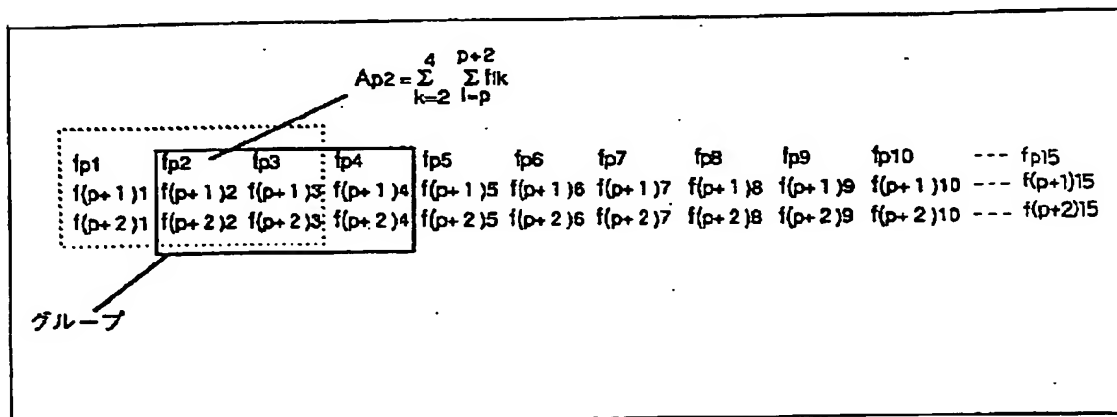 4 p+2
Ap2 = Σ Σ fik
k=2 i=p
fp1 fp2 fp3 fp4 fp5 fp6 fp7 fp8 fp9 fp10 --- fp15
f(p+1)1 f(p+1)2 f(p+1)3 f(p+1)4 f(p+1)5 f(p+1)6 f(p+1)7 f(p+1)8 f(p+1)9 f(p+1)10 --- f(p+1)15
f(p+2)1 f(p+2)2 f(p+2)3 f(p+2)4 f(p+2)5 f(p+2)6 f(p+2)7 f(p+2)8 f(p+2)9 f(p+2)10 --- f(p+2)15
グループ